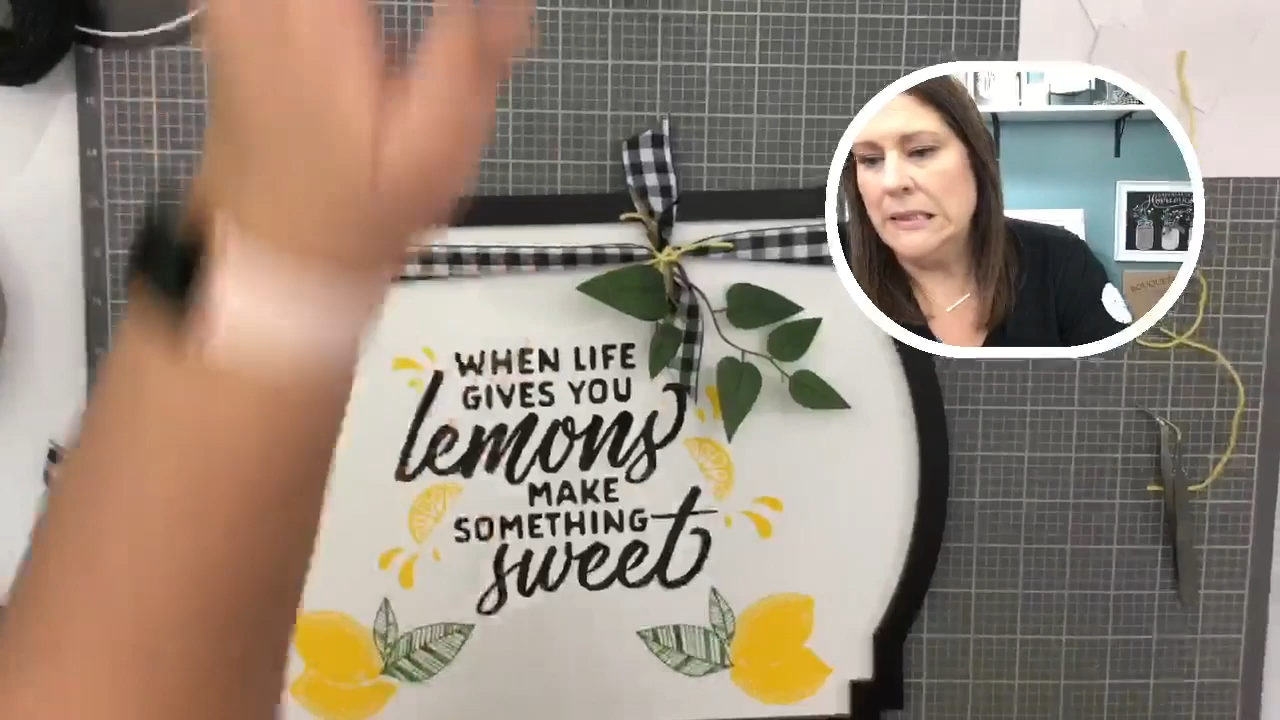 WHEN LIFE
GIVES YOU
lemons
MAKE
SOMETHING
sweet